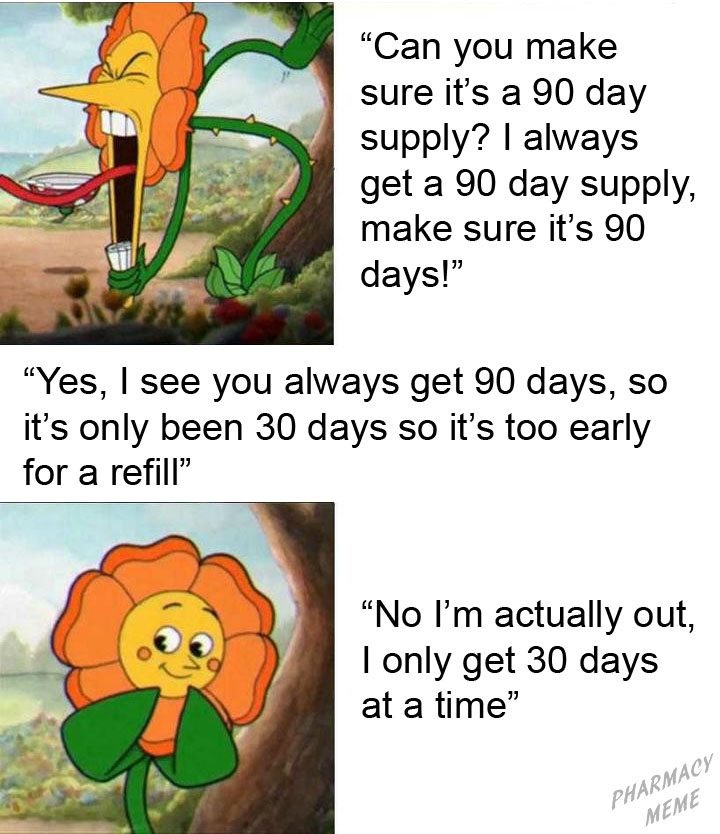 “Can you make
sure it’s a 90 day
supply? I always
get a 90 day supply,
make sure it’s 90
days!”
“Yes, I see you always get 90 days, so
it’s only been 30 days so it’s too early
for a refill”
“No I’m actually out,
I only get 30 days
at a time”
PHARMACY
MEME